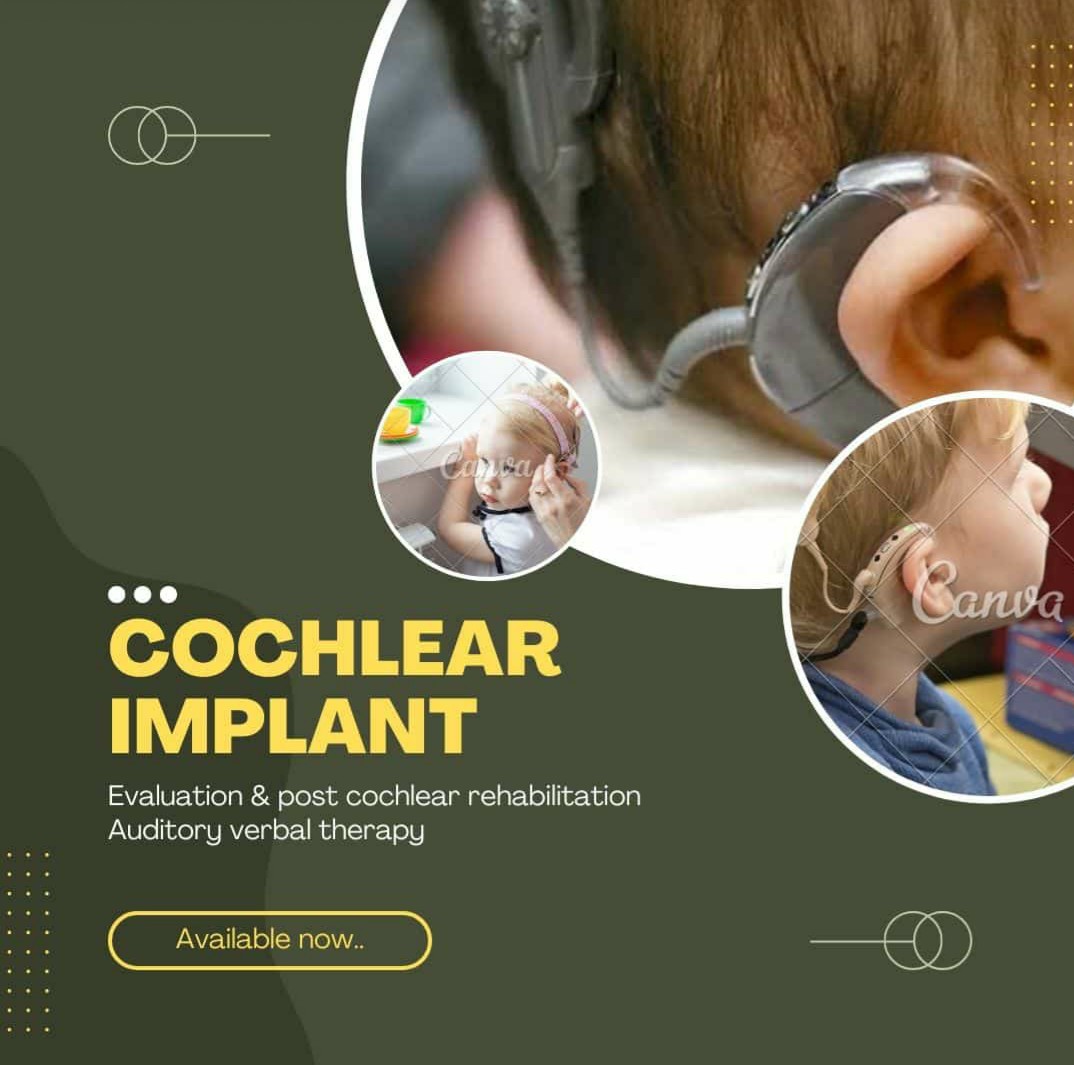 Canva
Canva
COCHLEAR
IMPLANT
Evaluation & post cochlear rehabilitation
Auditory verbal therapy
Available now..